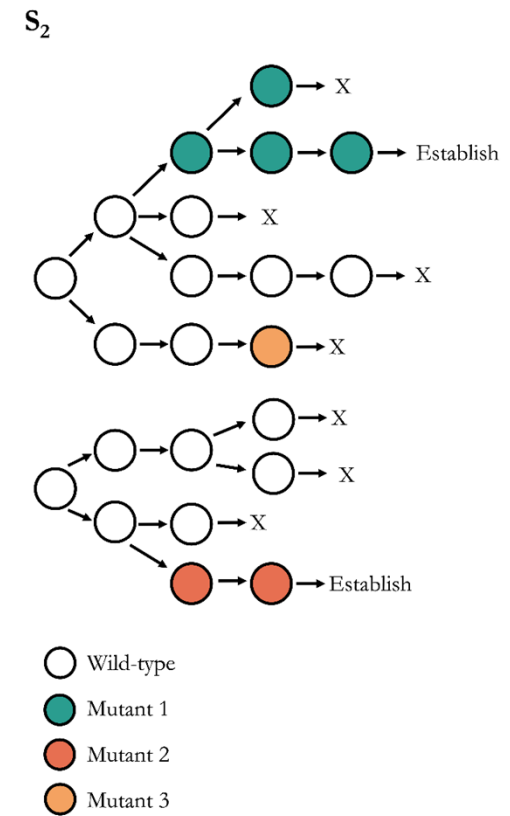 S₂
X
Establish
X
X
X
X
X
X
Establish
Wild-type
Mutant 1
Mutant 2
Mutant 3